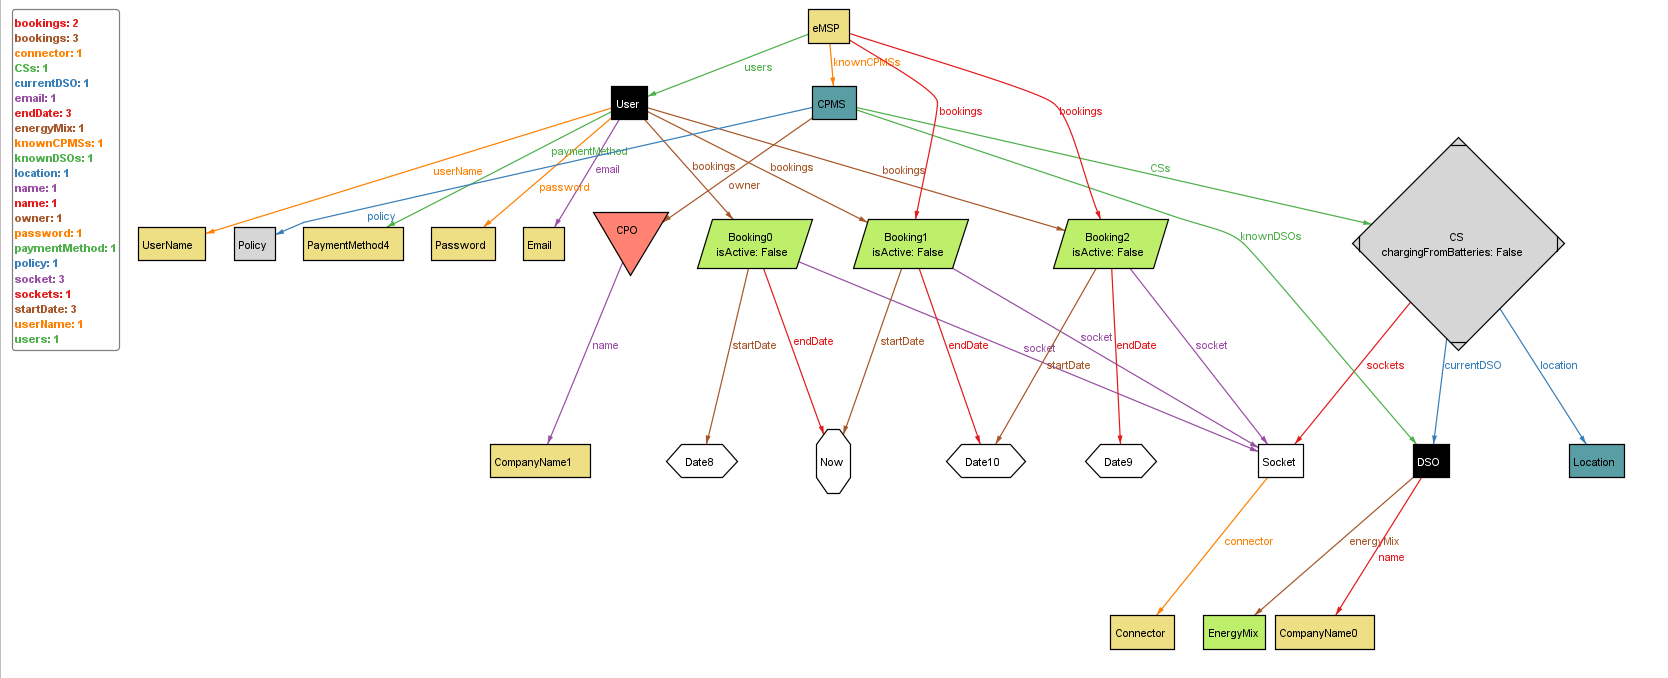 bookings: 2
bookings: 3
connector: 1
CSs: 1
currentDSO: 1
email: 1
endDate: 3
energyMix: 1
knownCPMSs: 1
knownDSOs: 1
location: 1
name: 1
name: 1
owner: 1
password: 1
paymentMethod: 1
policy: 1
socket: 3
sockets: 1
startDate: 3
userName: 1
users: 1
eMSP
users
knownCPMSs
User
CPMS
bookings
bookings
paymentMethod
userName
password
email
bookings
owner
bookings
bookings
CSs
policy
knownDSOs
UserName
Policy
PaymentMethod4
Password
Email
CPO
Booking0
isActive: False
Booking1
isActive: False
Booking2
isActive: False
CS
chargingFromBatteries: False
name
startDate
endDate
startDate
endDate
socket
socket
startDate
endDate
socket
sockets
currentDSO
location
CompanyName1
Date8
Now
Date10
Date9
Socket
DSO
Location
connector
energyMix
name
Connector
EnergyMix
CompanyName0